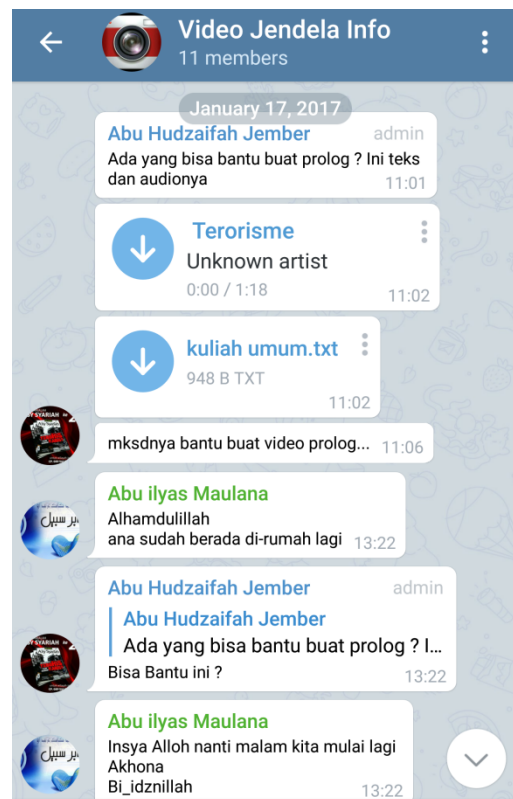 Video Jendela Info
11 members
January 17, 2017
Abu Hudzaifah Jember admin
Ada yang bisa bantu buat prolog ? Ini teks
dan audionya 11:01
Terorisme
Unknown artist
0:00 / 1:18 11:02
kuliah umum.txt
948 B TXT
11:02
mksdnya bantu buat video prolog... 11:06
Abu ilyas Maulana
Alhamdulillah
ana sudah berada di-rumah lagi 13:22
Abu Hudzaifah Jember admin
Abu Hudzaifah Jember
Ada yang bisa bantu buat prolog ? I...
Bisa Bantu ini ? 13:22
Abu ilyas Maulana
Insya Alloh nanti malam kita mulai lagi
Akhona
Bi_idznillah 13:22